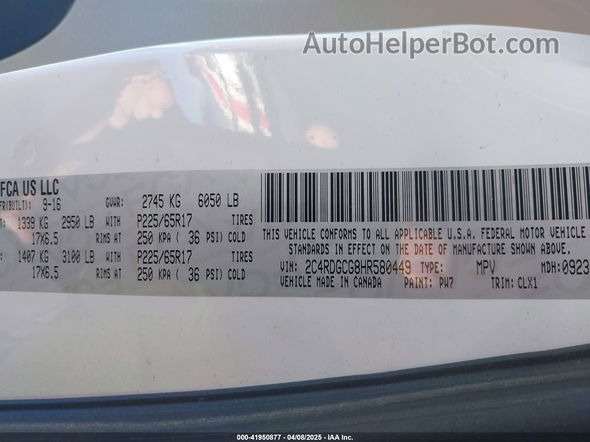 AutoHelperBot.com
FCA US LLC
FR(BUILT): 9-16 GVWR: 2745 KG 6050 LB
1339 KG 2950 LB WITH P225/65R17 TIRES
17X6.5 RIMS AT 250 KPA ( 36 PSI) COLD
1407 KG 3100 LB WITH P225/65R17 TIRES
17X6.5 RIMS AT 250 KPA ( 36 PSI) COLD
THIS VEHICLE CONFORMS TO ALL APPLICABLE U.S.A. FEDERAL MOTOR VEHICLE
STANDARDS IN EFFECT ON THE DATE OF MANUFACTURE SHOWN ABOVE.
VIN: 2C4RDGCG8HR580449 TYPE: MPV MDH:0923
VEHICLE MADE IN CANADA PAINT: PW7 TRIM: CLX1
000-41950877 - 04/08/2025 - IAA Inc.